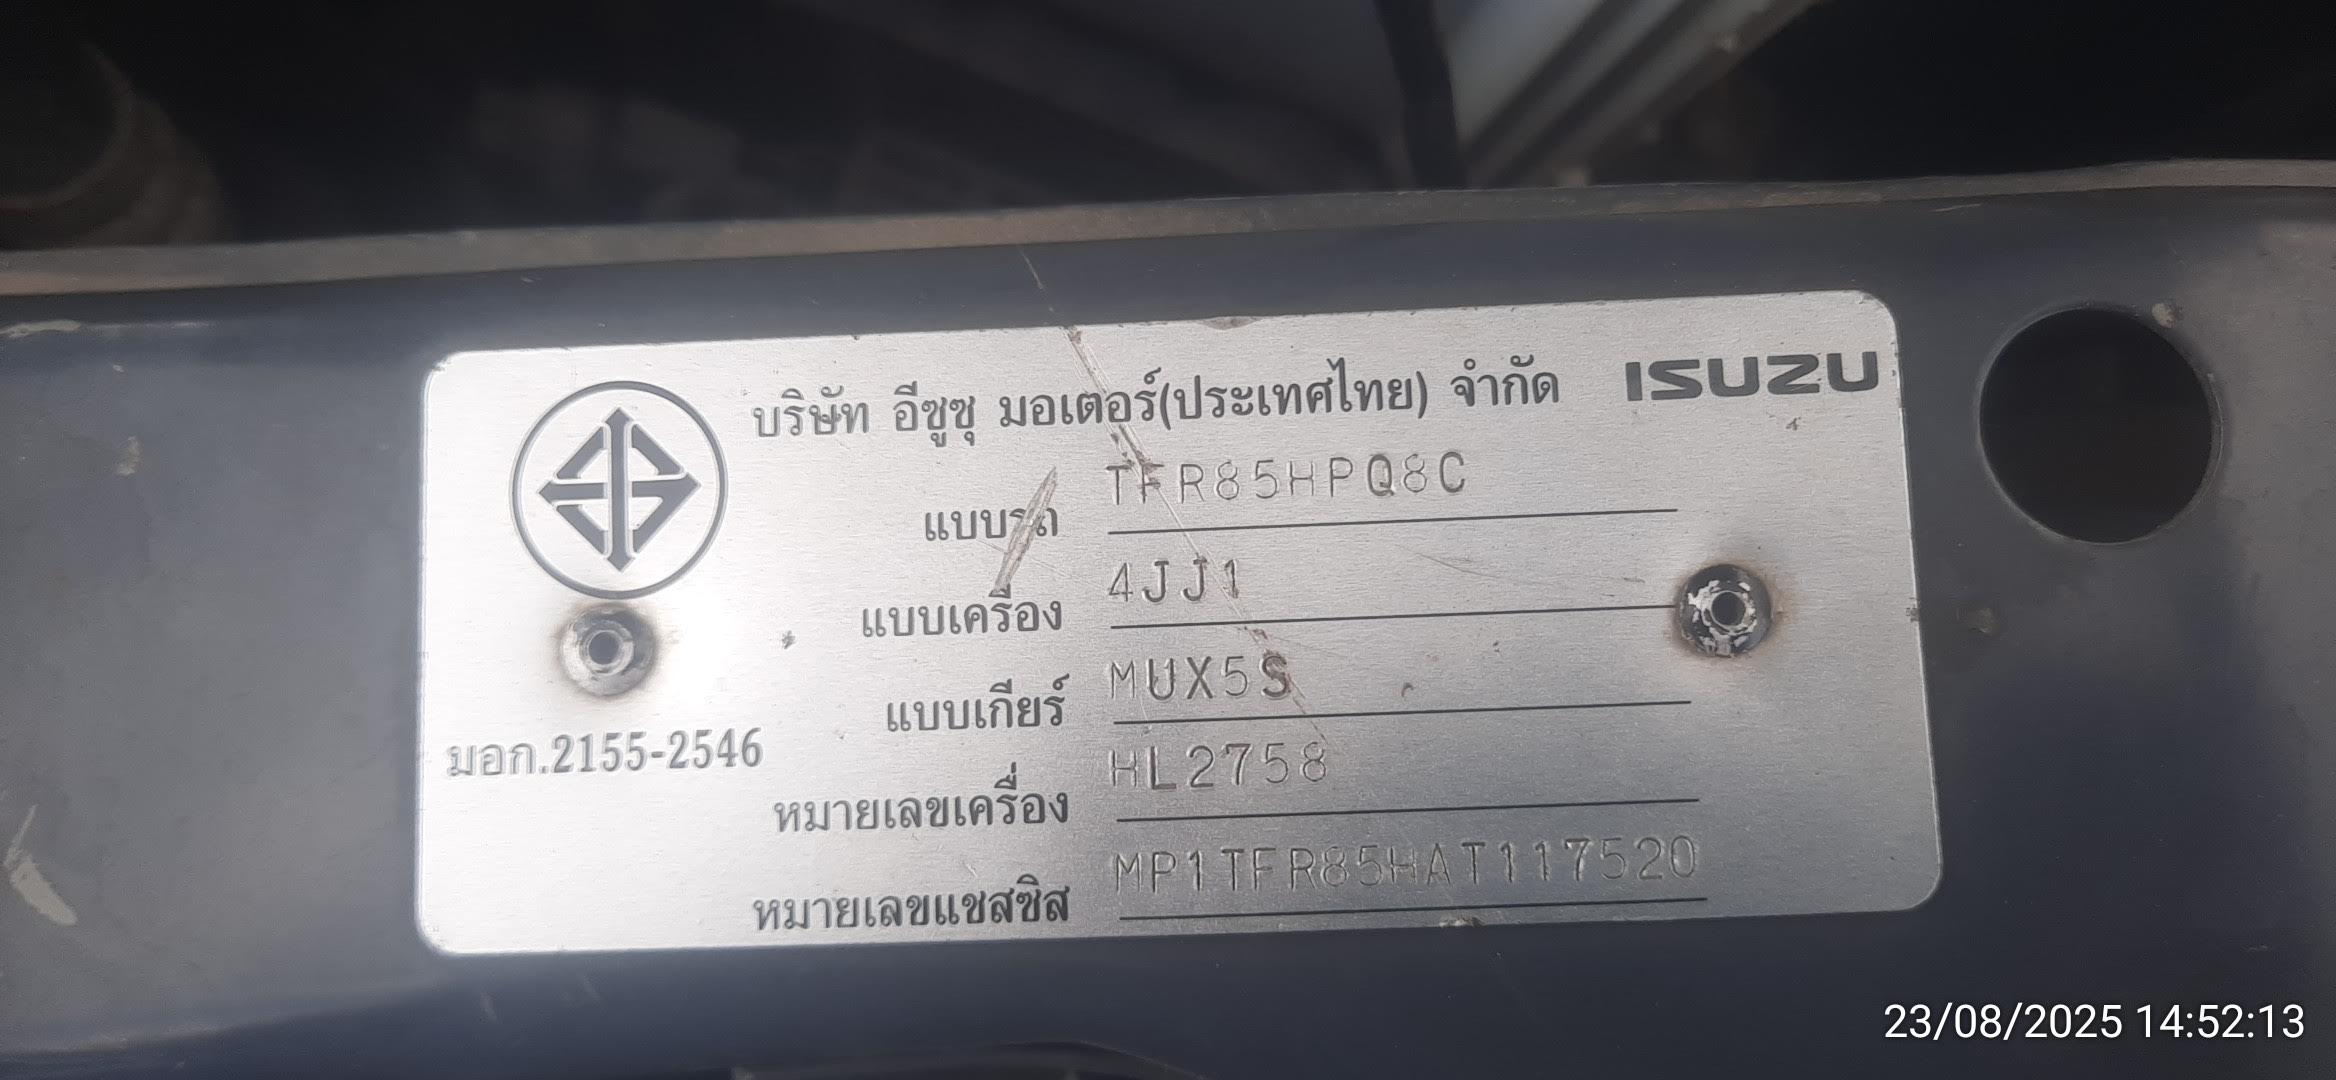 บริษัท อีซูซุ มอเตอร์(ประเทศไทย) จำกัด ISUZU
แบบรถ TFR85HPQ8C
แบบเครื่อง 4JJ1
แบบเกียร์ MUX5S
มอก.2155-2546
หมายเลขเครื่อง HL2758
หมายเลขแชสซิส MP1TFR85HAT117520
23/08/2025 14:52:13